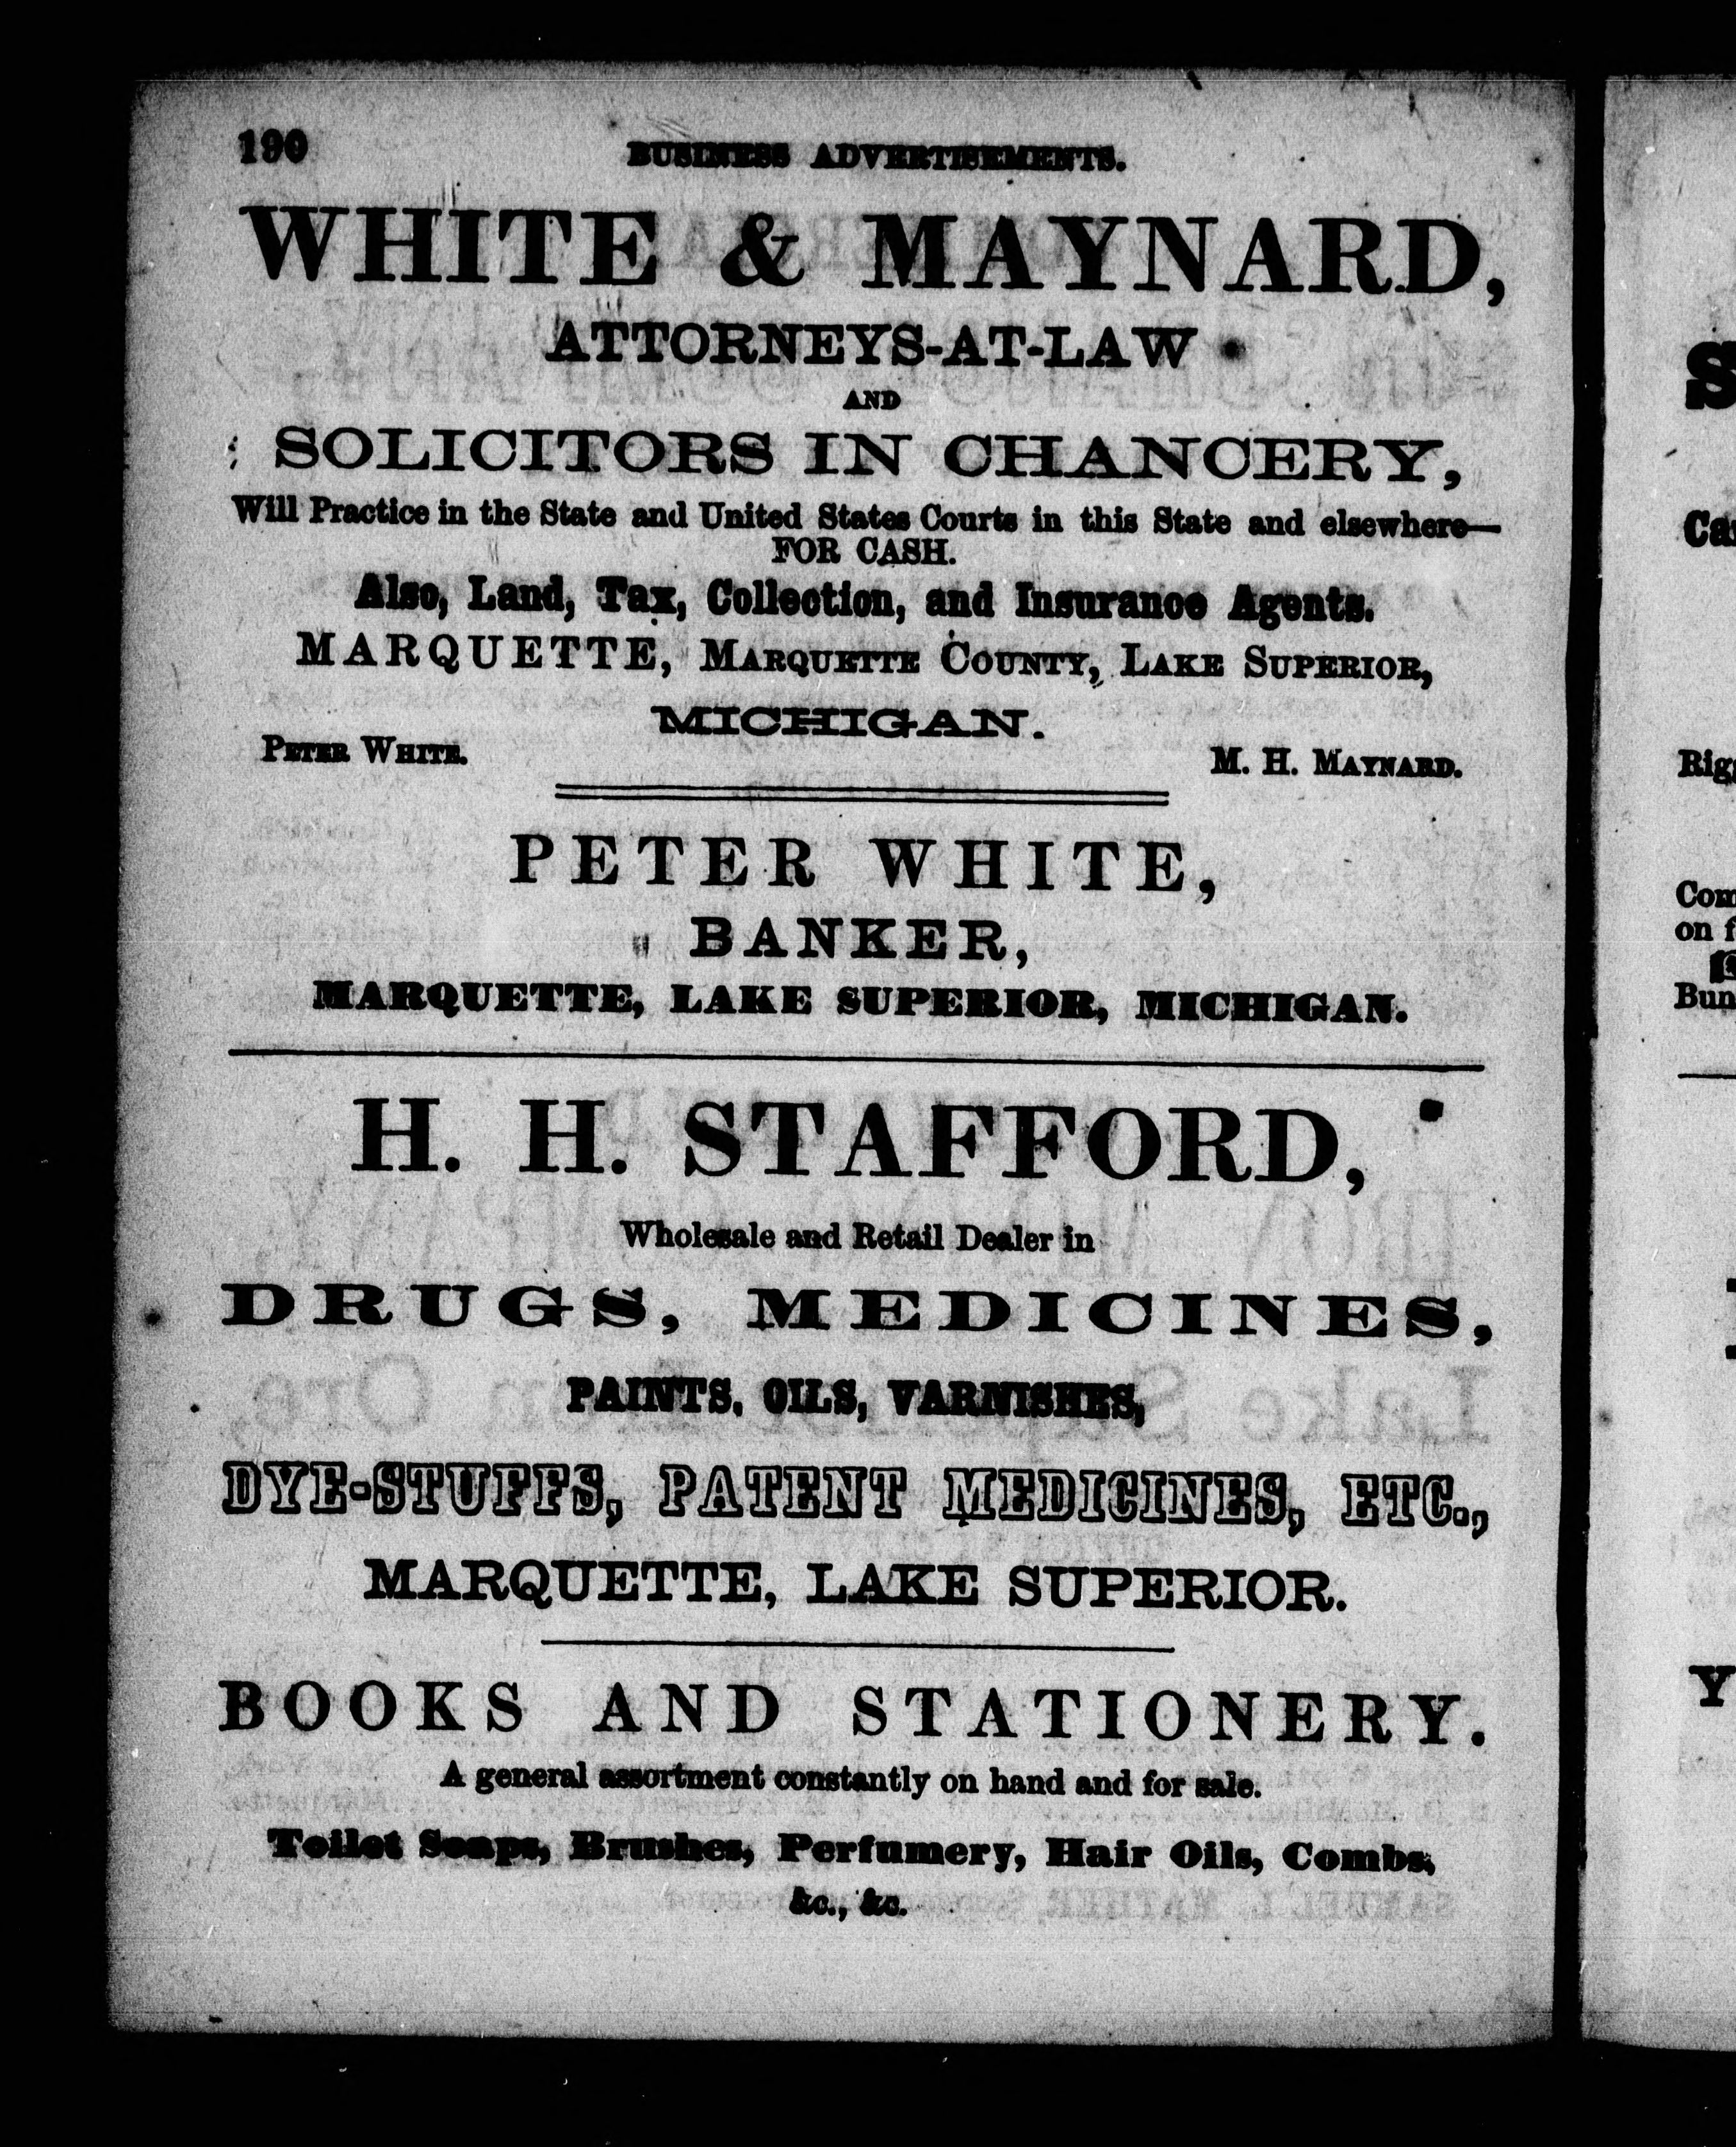 190
BUSINESS ADVERTISEMENTS.
WHITE & MAYNARD,
ATTORNEYS-AT-LAW
AND
SOLICITORS IN CHANCERY,
Will Practice in the State and United States Courts in this State and elsewhere—
FOR CASH.
Also, Land, Tax, Collection, and Insurance Agents.
MARQUETTE, MARQUETTE COUNTY, LAKE SUPERIOR,
MICHIGAN.
PETER WHITE. M. H. MAYNARD.
PETER WHITE,
BANKER,
MARQUETTE, LAKE SUPERIOR, MICHIGAN.
H. H. STAFFORD,
Wholesale and Retail Dealer in
DRUGS, MEDICINES,
PAINTS, OILS, VARNISHES,
DYE-STUFFS, PATENT MEDICINES, ETC.,
MARQUETTE, LAKE SUPERIOR.
BOOKS AND STATIONERY.
A general assortment constantly on hand and for sale.
Toilet Soaps, Brushes, Perfumery, Hair Oils, Combs,
&c., &c.